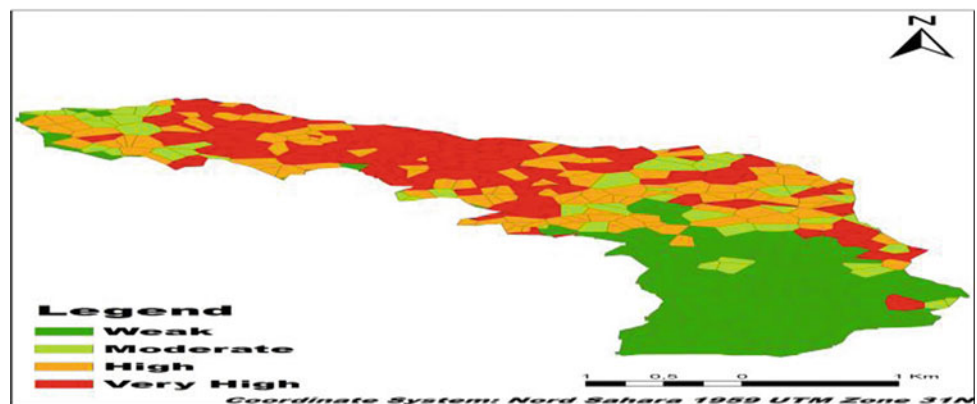 N
Legend
Weak
Moderate
High
Very High
1 0.5 0 1 Km
Coordinate System: Nord Sahara 1959 UTM Zone 31N